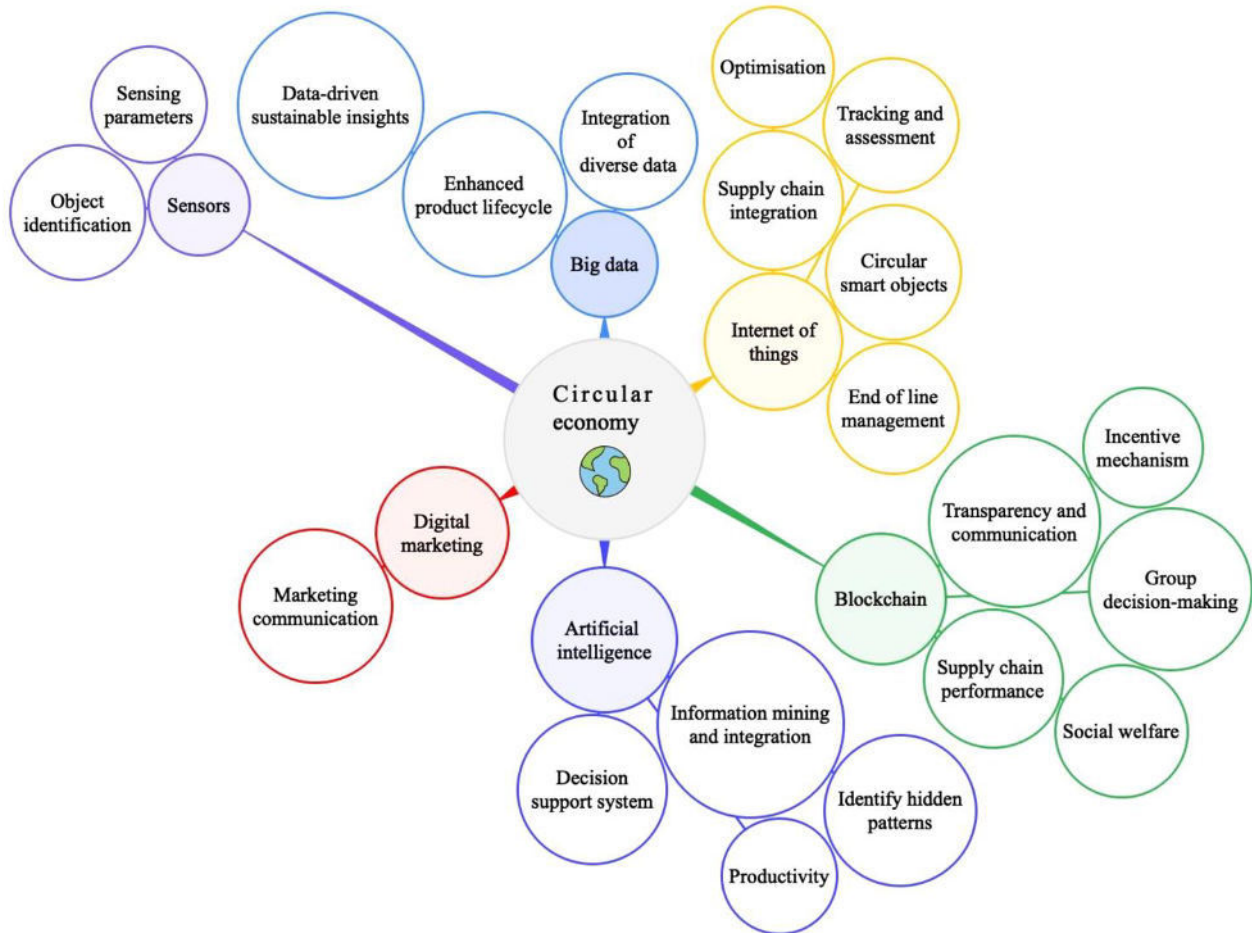 Optimisation
Sensing
parameters
Data-driven
sustainable insights
Integration
of
diverse data
Tracking and
assessment
Enhanced
product lifecycle
Supply chain
integration
Object
identification
Sensors
Big data
Circular
smart objects
Internet of
things
Circular
economy
End of line
management
Incentive
mechanism
Digital
marketing
Transparency and
communication
Marketing
communication
Blockchain
Group
decision-making
Artificial
intelligence
Supply chain
performance
Information mining
and integration
Social welfare
Decision
support system
Identify hidden
patterns
Productivity